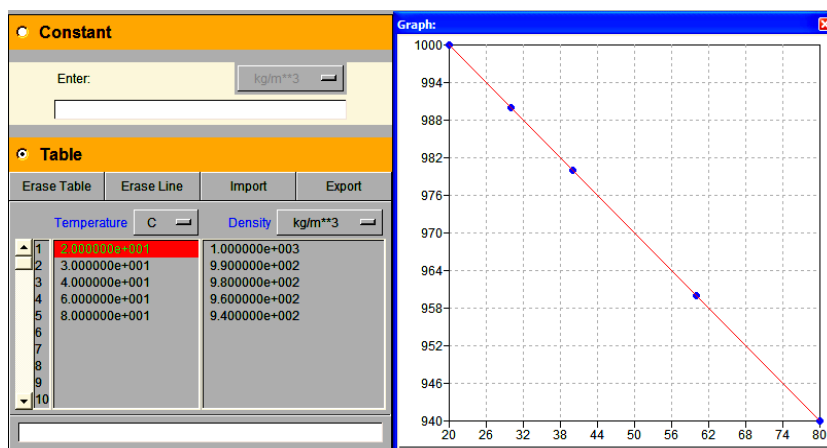 Constant
Enter: kg/m**3
Table
Erase Table Erase Line Import Export
Temperature C Density kg/m**3
1 2.000000e+001 1.000000e+003
2 3.000000e+001 9.900000e+002
3 4.000000e+001 9.800000e+002
4 6.000000e+001 9.600000e+002
5 8.000000e+001 9.400000e+002
6
7
8
9
10
Graph:
1000
994
988
982
976
970
964
958
952
946
940
20 26 32 38 44 50 56 62 68 74 80